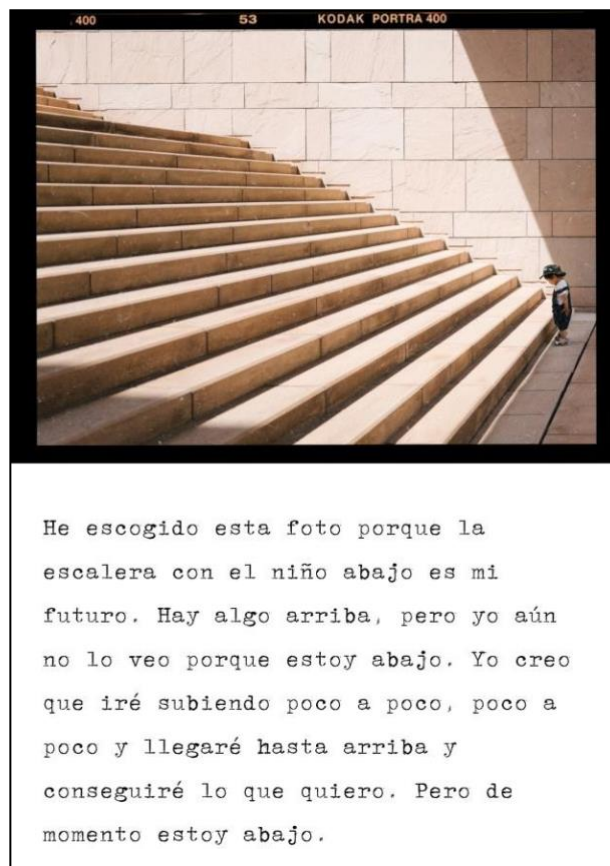 400 53 KODAK PORTRA 400
He escogido esta foto porque la
escalera con el niño abajo es mi
futuro. Hay algo arriba, pero yo aún
no lo veo porque estoy abajo. Yo creo
que iré subiendo poco a poco, poco a
poco y llegaré hasta arriba y
conseguiré lo que quiero. Pero de
momento estoy abajo.